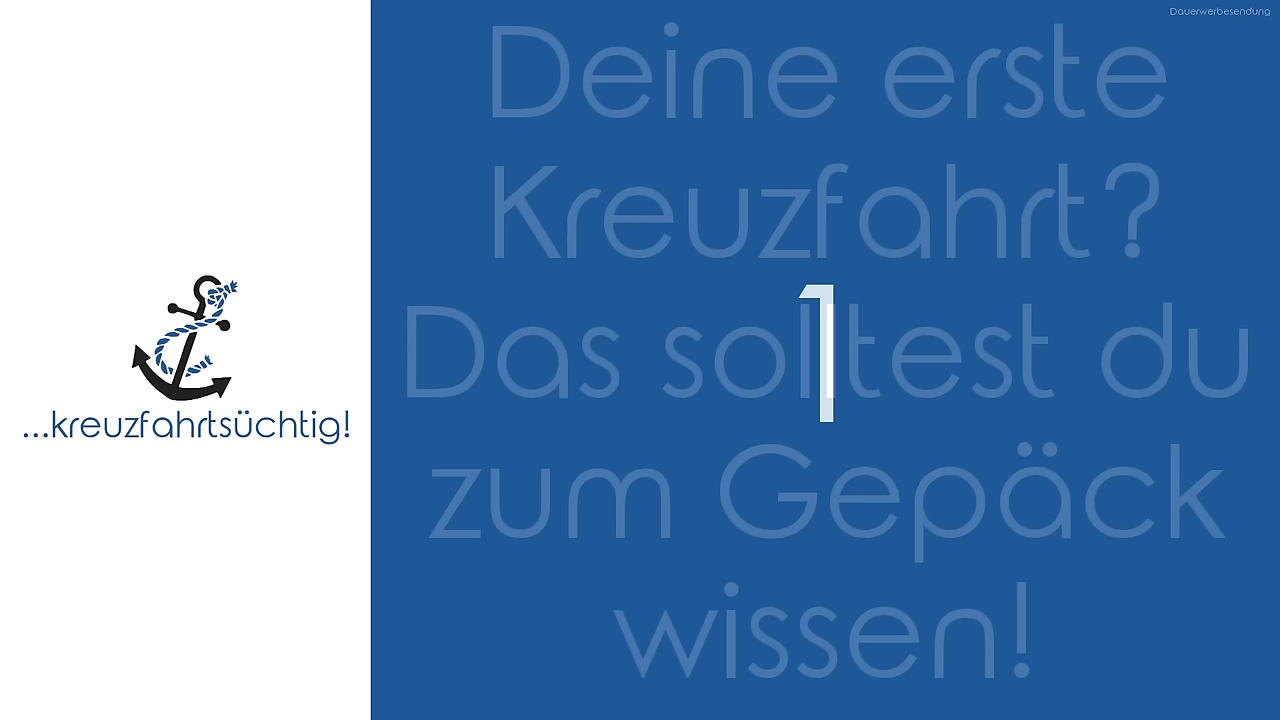 Dauerwerbesendung
Deine erste
Kreuzfahrt?
Das solltest du
zum Gepäck
wissen!
1
...kreuzfahrtsüchtig!